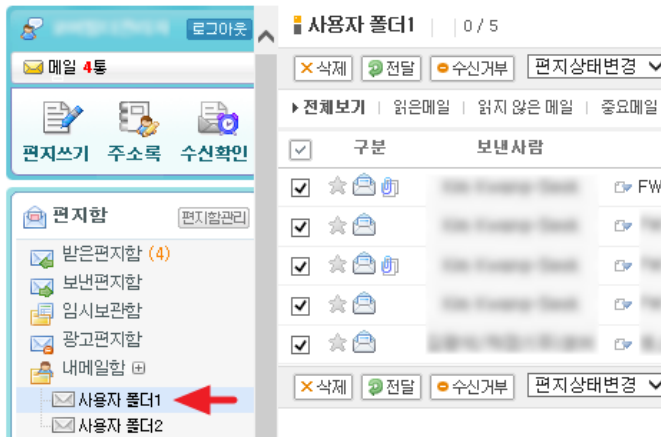 로그아웃
메일 4통
편지쓰기 주소록 수신확인
편지함 편지함관리
받은편지함 (4)
보낸편지함
임시보관함
광고편지함
내메일함
사용자 폴더1
사용자 폴더2
사용자 폴더1 | | 0 / 5
삭제 전달 수신거부 편지상태변경
전체보기 | 읽은메일 | 읽지 않은 메일 | 중요메일
구분 보낸사람
FW
삭제 전달 수신거부 편지상태변경